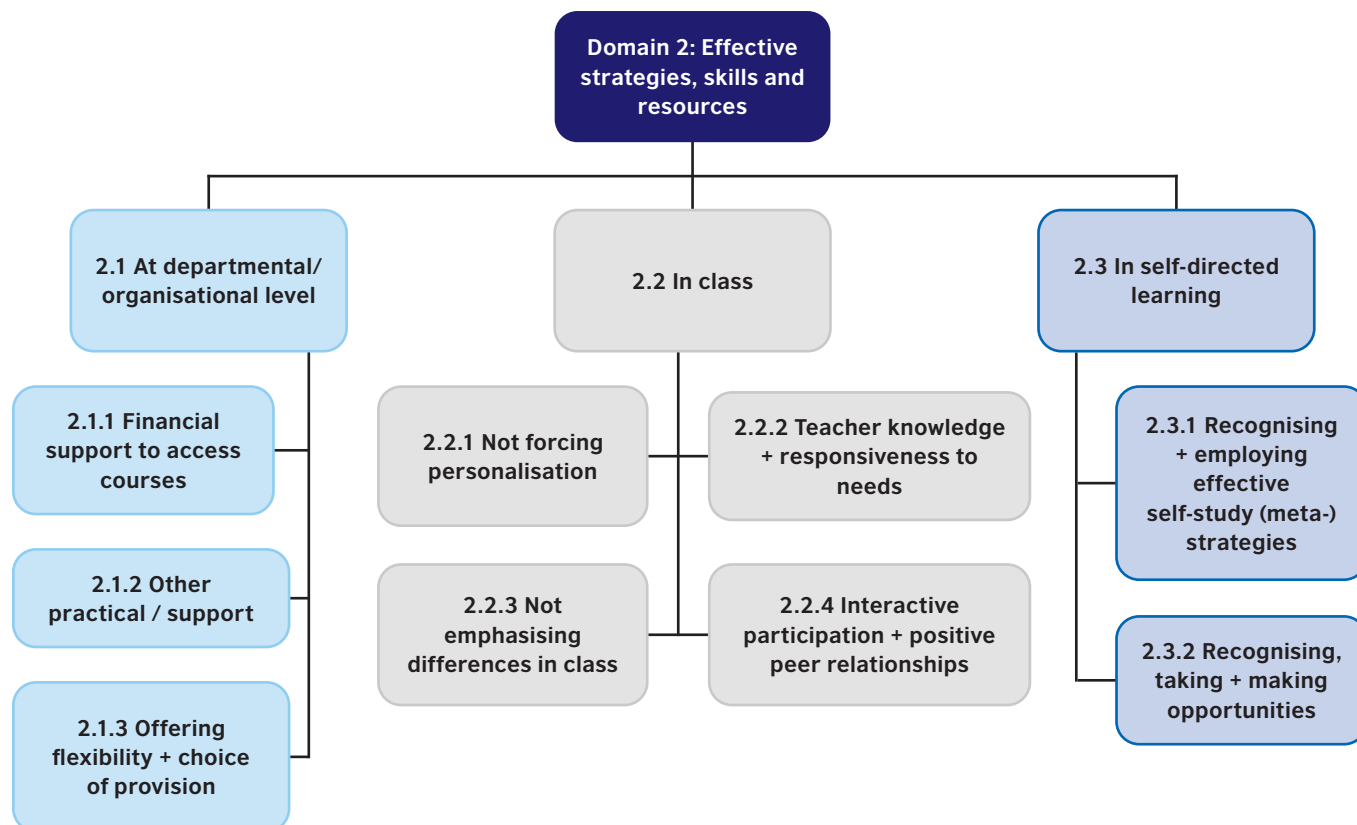 Domain 2: Effective
strategies, skills and
resources
2.1 At departmental/
organisational level
2.2 In class
2.3 In self-directed
learning
2.1.1 Financial
support to access
courses
2.1.2 Other
practical / support
2.1.3 Offering
flexibility + choice
of provision
2.2.1 Not forcing
personalisation
2.2.2 Teacher knowledge
+ responsiveness to
needs
2.2.3 Not
emphasising
differences in class
2.2.4 Interactive
participation + positive
peer relationships
2.3.1 Recognising
+ employing
effective
self-study (meta-)
strategies
2.3.2 Recognising,
taking + making
opportunities